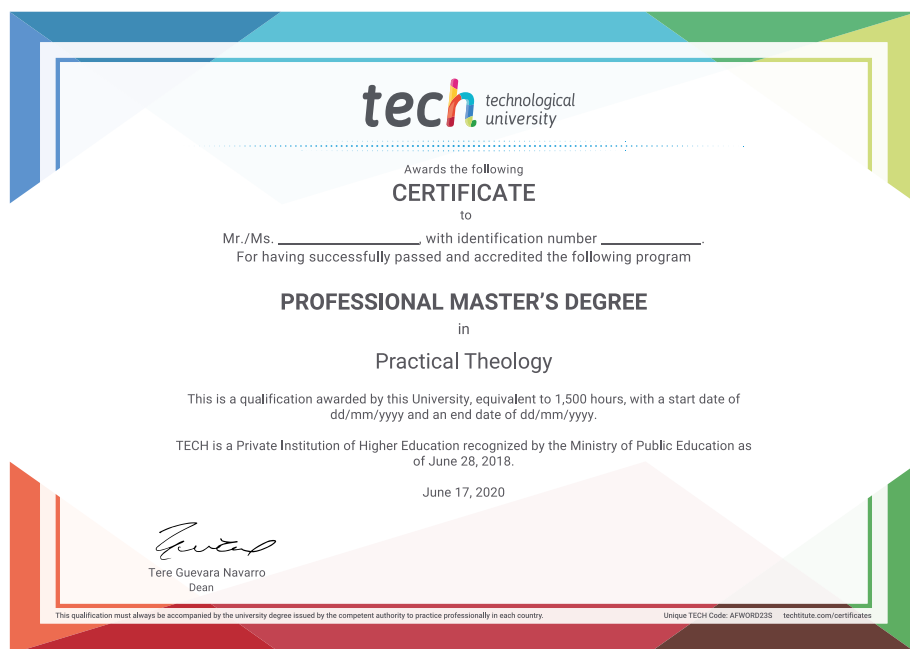 tech technological
university
Awards the following
CERTIFICATE
to
Mr./Ms. ____________________, with identification number ______________.
For having successfully passed and accredited the following program
PROFESSIONAL MASTER'S DEGREE
in
Practical Theology
This is a qualification awarded by this University, equivalent to 1,500 hours, with a start date of
dd/mm/yyyy and an end date of dd/mm/yyyy.
TECH is a Private Institution of Higher Education recognized by the Ministry of Public Education as
of June 28, 2018.
June 17, 2020
Tere Guevara Navarro
Dean
This qualification must always be accompanied by the university degree issued by the competent authority to practice professionally in each country. Unique TECH Code: AFWORD23S techtitute.com/certificates